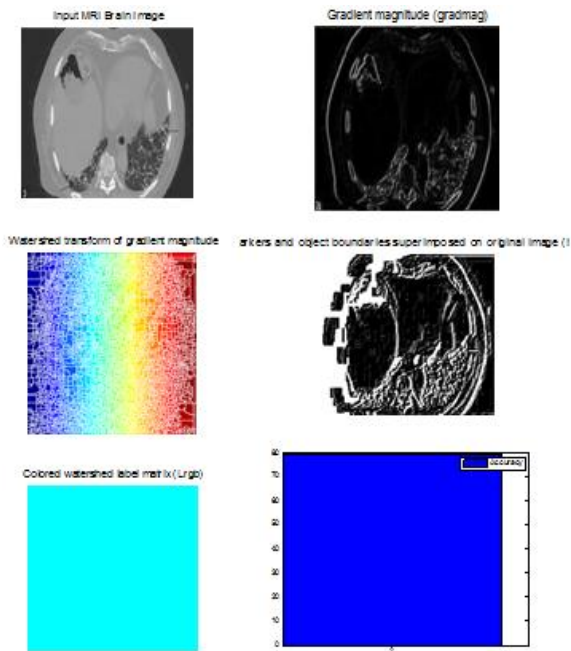 Input MRI Brain Image
Gradient magnitude (gradmag)
Watershed transform of gradient magnitude
arkers and object boundaries superimposed on original image (I
Colored watershed label matrix (Lrgb)
80
70
60
50
40
30
20
10
0
Accuracy